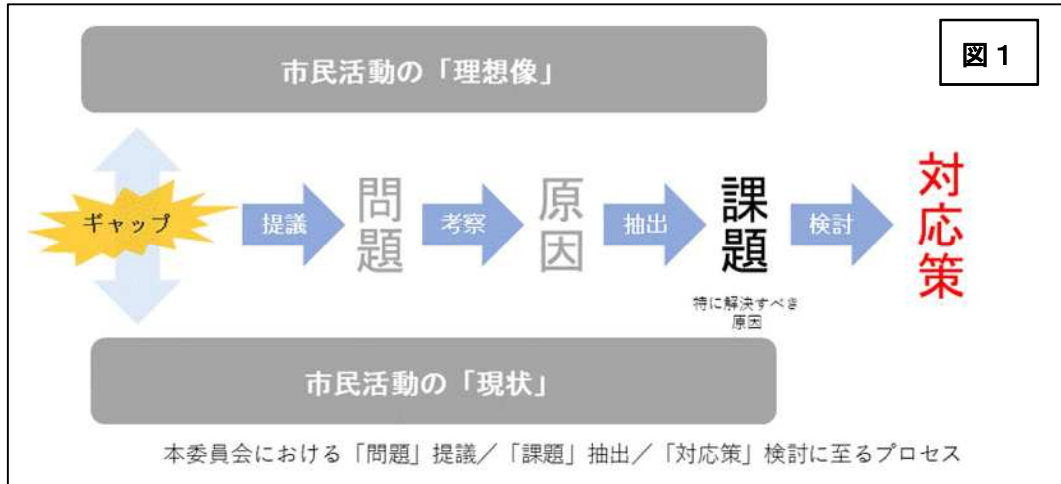 図1
市民活動の「理想像」
ギャップ
提議
問題
考察
原因
抽出
課題
特に解決すべき
原因
検討
対応策
市民活動の「現状」
本委員会における「問題」提議／「課題」抽出／「対応策」検討に至るプロセス